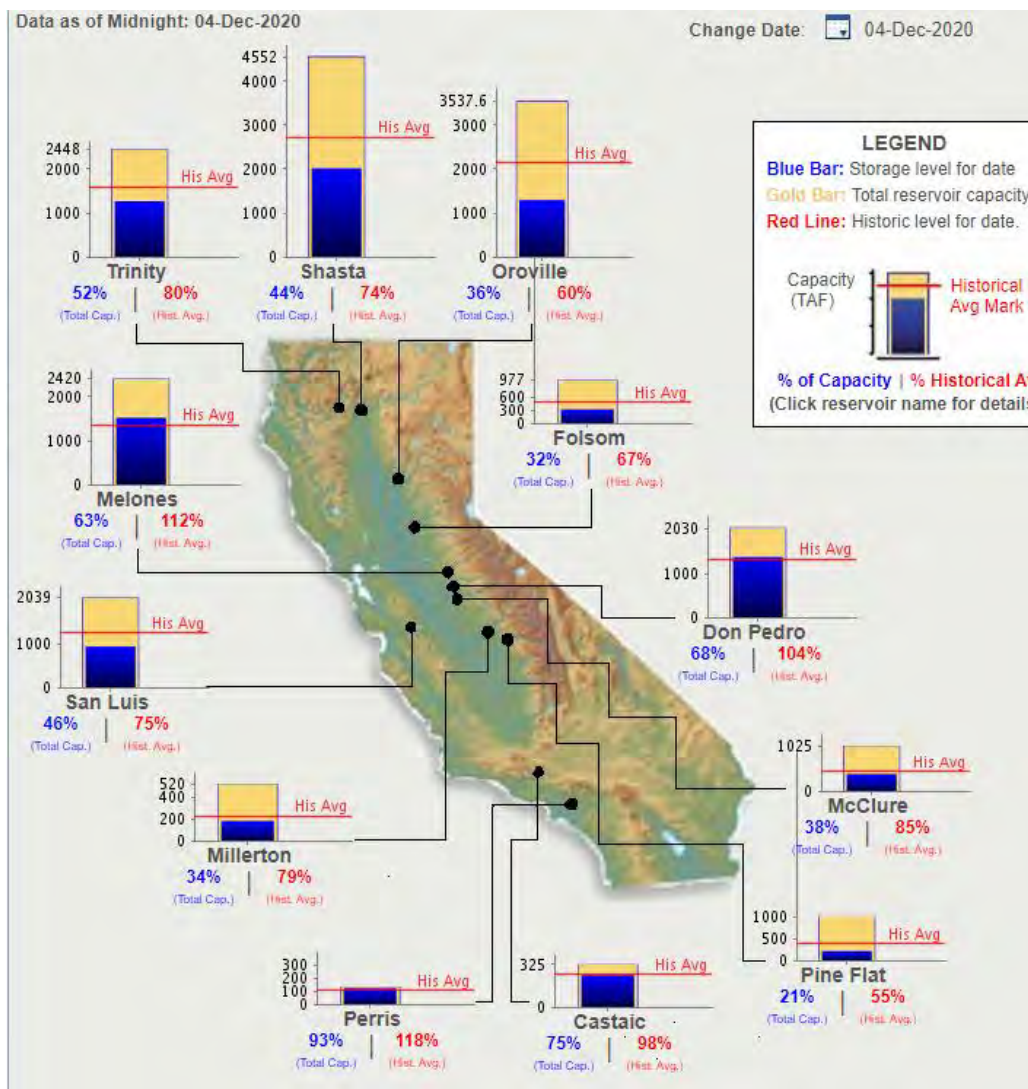 Data as of Midnight: 04-Dec-2020
Change Date: 04-Dec-2020
4552
4000
3000
2000
1000
0
His Avg
Shasta
44% | 74%
(Total Cap.) (Hist. Avg.)
3537.6
3000
2000
1000
0
His Avg
Oroville
36% | 60%
(Total Cap.) (Hist. Avg.)
2448
2000
1000
0
His Avg
Trinity
52% | 80%
(Total Cap.) (Hist. Avg.)
LEGEND
Blue Bar: Storage level for date
Gold Bar: Total reservoir capacity
Red Line: Historic level for date.
Capacity
(TAF)
Historical
Avg Mark
% of Capacity | % Historical Av
(Click reservoir name for details
2420
2000
1000
0
His Avg
Melones
63% | 112%
(Total Cap.) (Hist. Avg.)
977
600
300
0
His Avg
Folsom
32% | 67%
(Total Cap.) (Hist. Avg.)
2030
1000
0
His Avg
Don Pedro
68% | 104%
(Total Cap.) (Hist. Avg.)
2039
1000
0
His Avg
San Luis
46% | 75%
(Total Cap.) (Hist. Avg.)
1025
0
His Avg
McClure
38% | 85%
(Total Cap.) (Hist. Avg.)
520
400
200
0
His Avg
Millerton
34% | 79%
(Total Cap.) (Hist. Avg.)
1000
500
0
His Avg
Pine Flat
21% | 55%
(Total Cap.) (Hist. Avg.)
300
200
100
0
His Avg
Perris
93% | 118%
(Total Cap.) (Hist. Avg.)
325
0
His Avg
Castaic
75% | 98%
(Total Cap.) (Hist. Avg.)